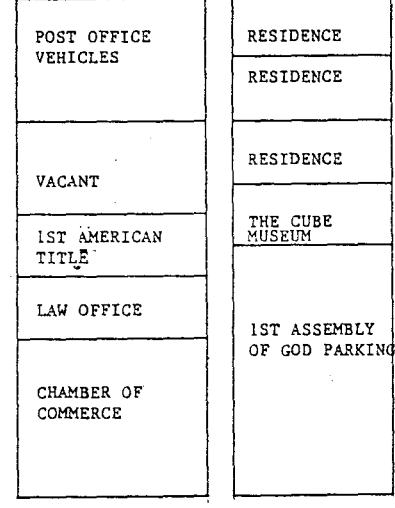 POST OFFICE
VEHICLES
VACANT
1ST AMERICAN
TITLE
LAW OFFICE
CHAMBER OF
COMMERCE
RESIDENCE
RESIDENCE
RESIDENCE
THE CUBE
MUSEUM
1ST ASSEMBLY
OF GOD PARKING